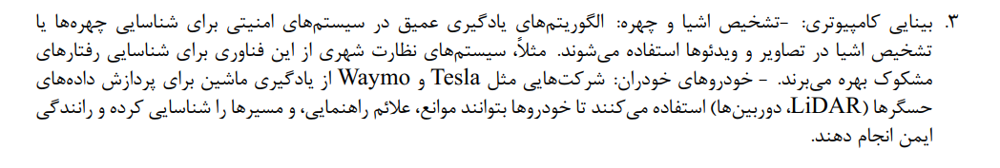 ۳. بینایی کامپیوتری: -تشخیص اشیا و چهره: الگوریتم‌های یادگیری عمیق در سیستم‌های امنیتی برای شناسایی چهره‌ها یا
تشخیص اشیا در تصاویر و ویدئوها استفاده می‌شوند. مثلاً، سیستم‌های نظارت شهری از این فناوری برای شناسایی رفتارهای
مشکوک بهره می‌برند. - خودروهای خودران: شرکت‌هایی مثل Tesla و Waymo از یادگیری ماشین برای پردازش داده‌های
حسگرها (LiDAR، دوربین‌ها) استفاده می‌کنند تا خودروها بتوانند موانع، علائم راهنمایی، و مسیرها را شناسایی کرده و رانندگی
ایمن انجام دهند.